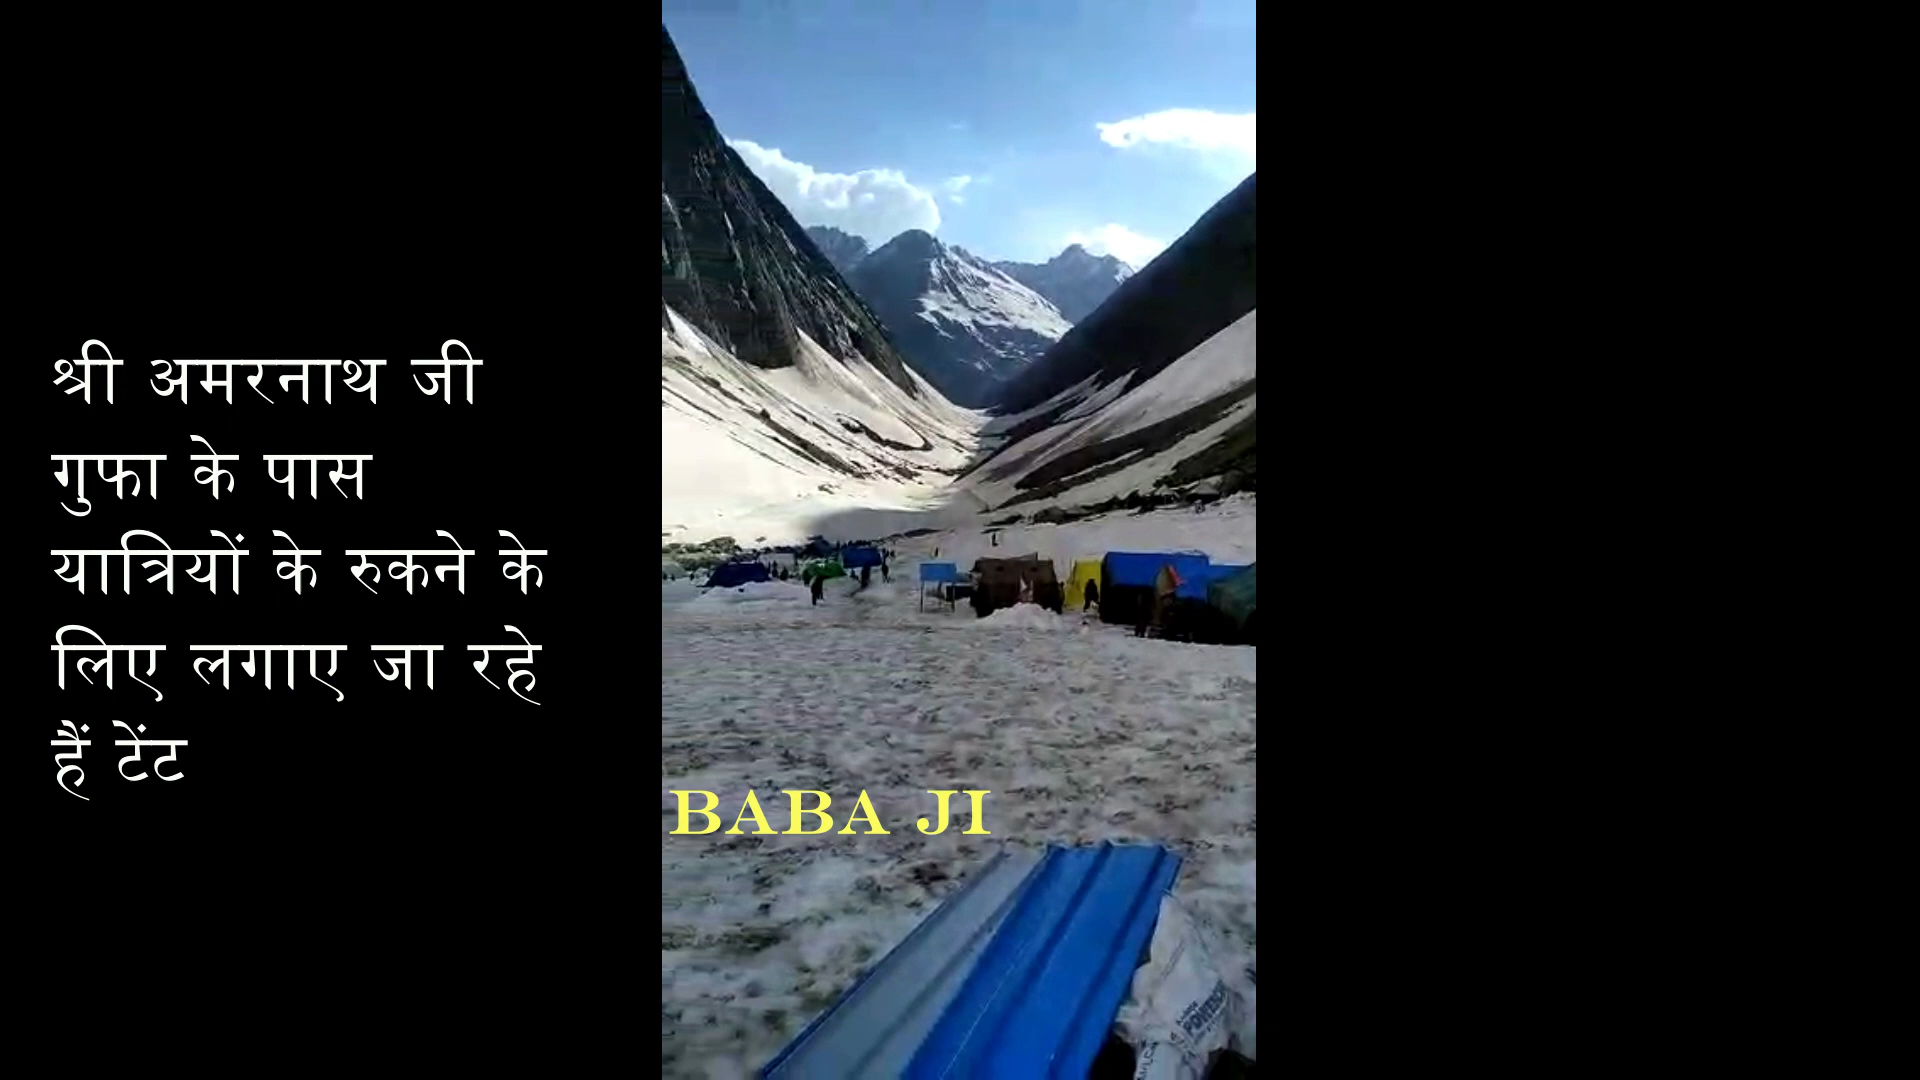 श्री अमरनाथ जी
गुफा के पास
यात्रियों के रुकने के
लिए लगाए जा रहे
हैं टेंट
BABA JI